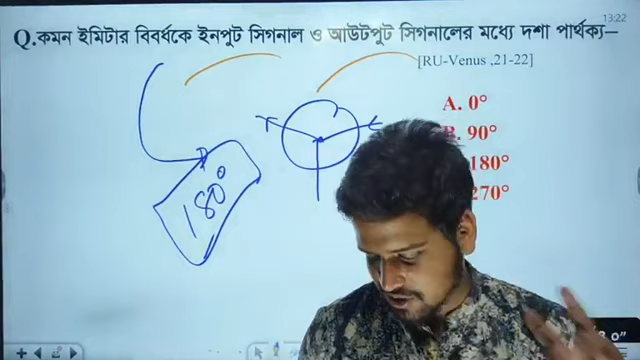 13:22
Q.কমন ইমিটার বিবর্ধকে ইনপুট সিগনাল ও আউটপুট সিগনালের মধ্যে দশা পার্থক্য–
[RU-Venus ,21-22]
A. 0°
B. 90°
180°
270°
180°